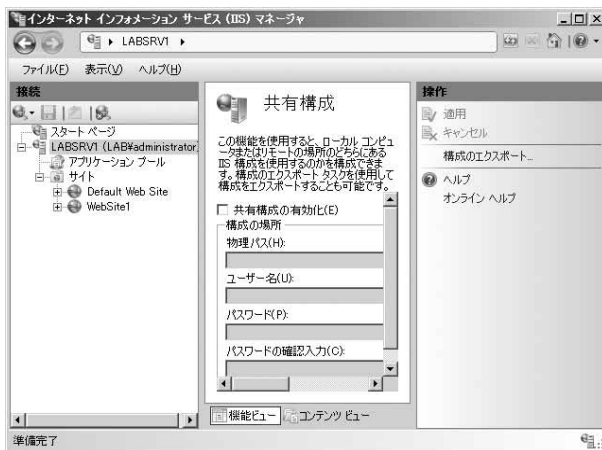 インターネット インフォメーション サービス (IIS) マネージャ
LABSRV1
ファイル(F) 表示(V) ヘルプ(H)
接続
スタート ページ
LABSRV1 (LAB¥administrator)
アプリケーション プール
サイト
Default Web Site
WebSite1
共有構成
この機能を使用すると、ローカル コンピュ
ータまたはリモートの場所のどちらにある
IIS 構成を使用するのかを構成できま
す。構成のエクスポート タスクを使用して
構成をエクスポートすることも可能です。
共有構成の有効化(E)
構成の場所
物理パス(H):
ユーザー名(U):
パスワード(P):
パスワードの確認入力(C):
機能ビュー コンテンツ ビュー
操作
適用
キャンセル
構成のエクスポート...
ヘルプ
オンライン ヘルプ
準備完了